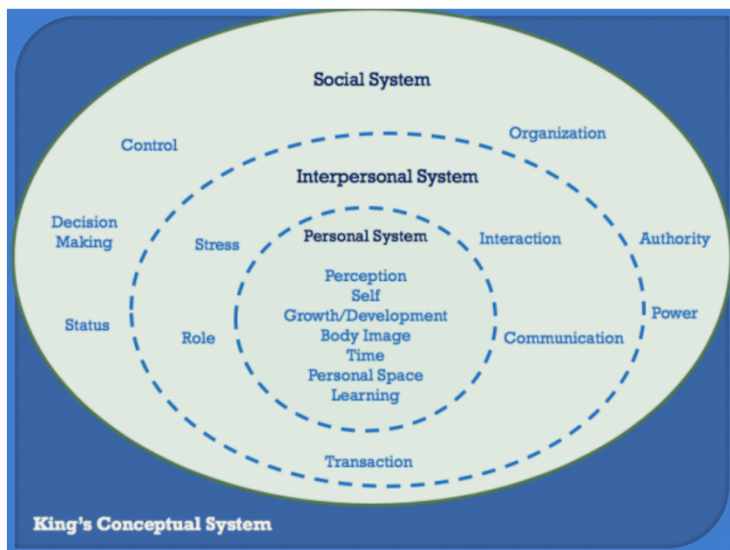 Social System
Control
Organization
Interpersonal System
Decision
Making
Stress
Personal System
Interaction
Authority
Perception
Self
Growth/Development
Body Image
Time
Personal Space
Learning
Status
Role
Communication
Power
Transaction
King's Conceptual System